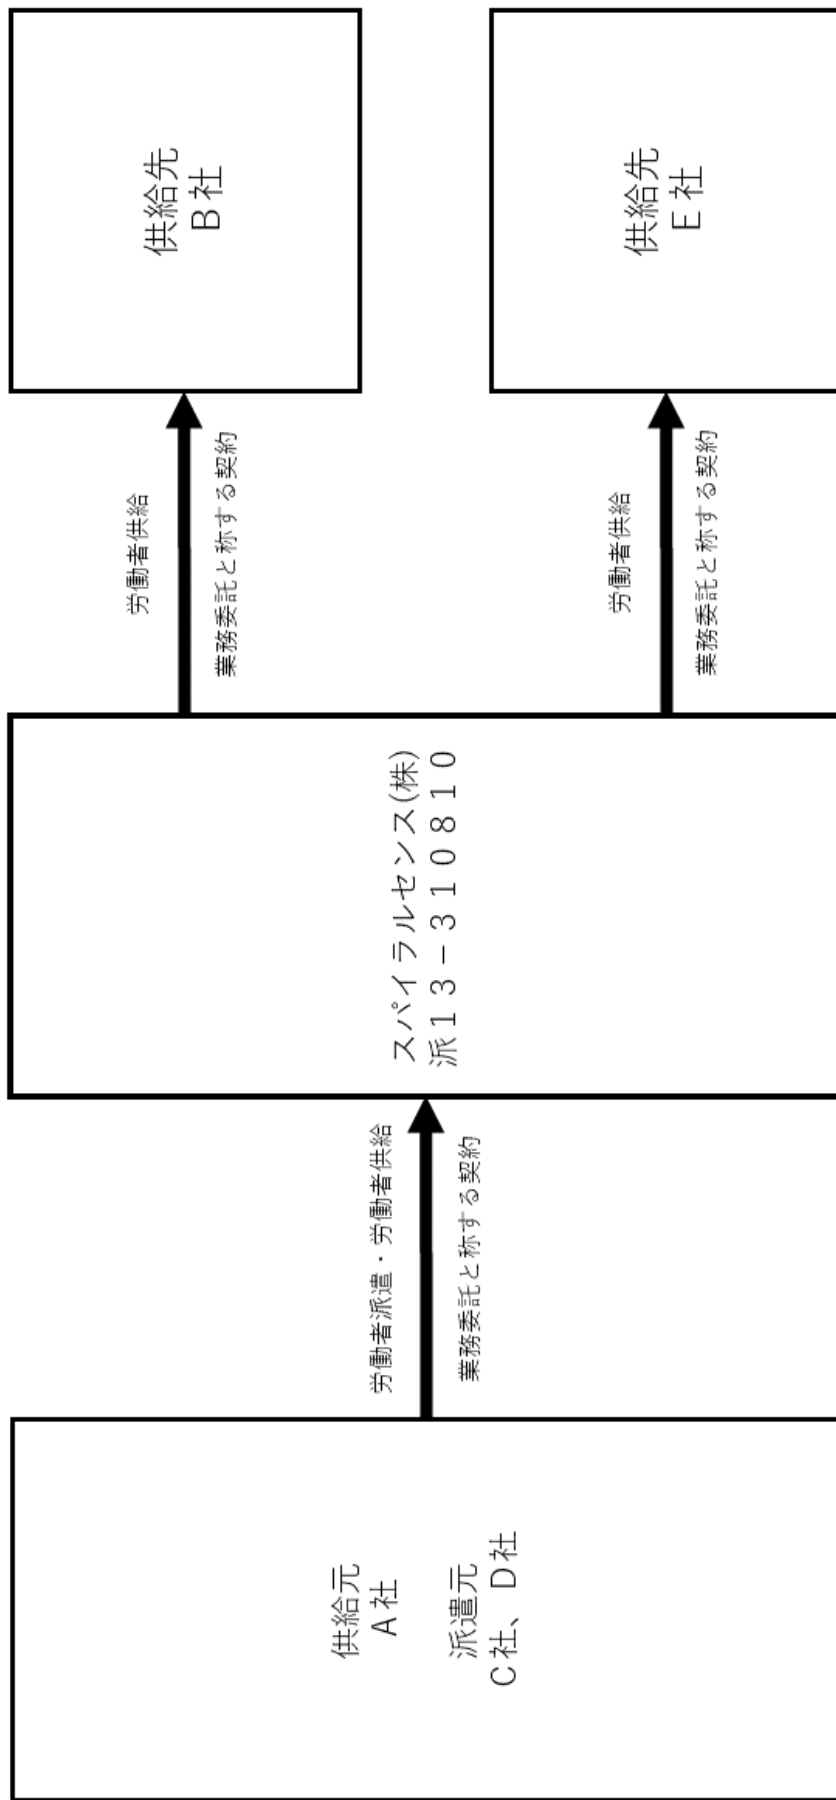 供給元
A社
派遣元
C社、D社
労働者派遣・労働者供給
業務委託と称する契約
スパイラルセンス(株)
派13－310810
労働者供給
業務委託と称する契約
供給先
B社
労働者供給
業務委託と称する契約
供給先
E社